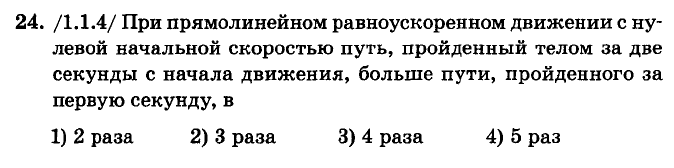 24. /1.1.4/ При прямолинейном равноускоренном движении с ну-
левой начальной скоростью путь, пройденный телом за две
секунды с начала движения, больше пути, пройденного за
первую секунду, в
1) 2 раза 2) 3 раза 3) 4 раза 4) 5 раз